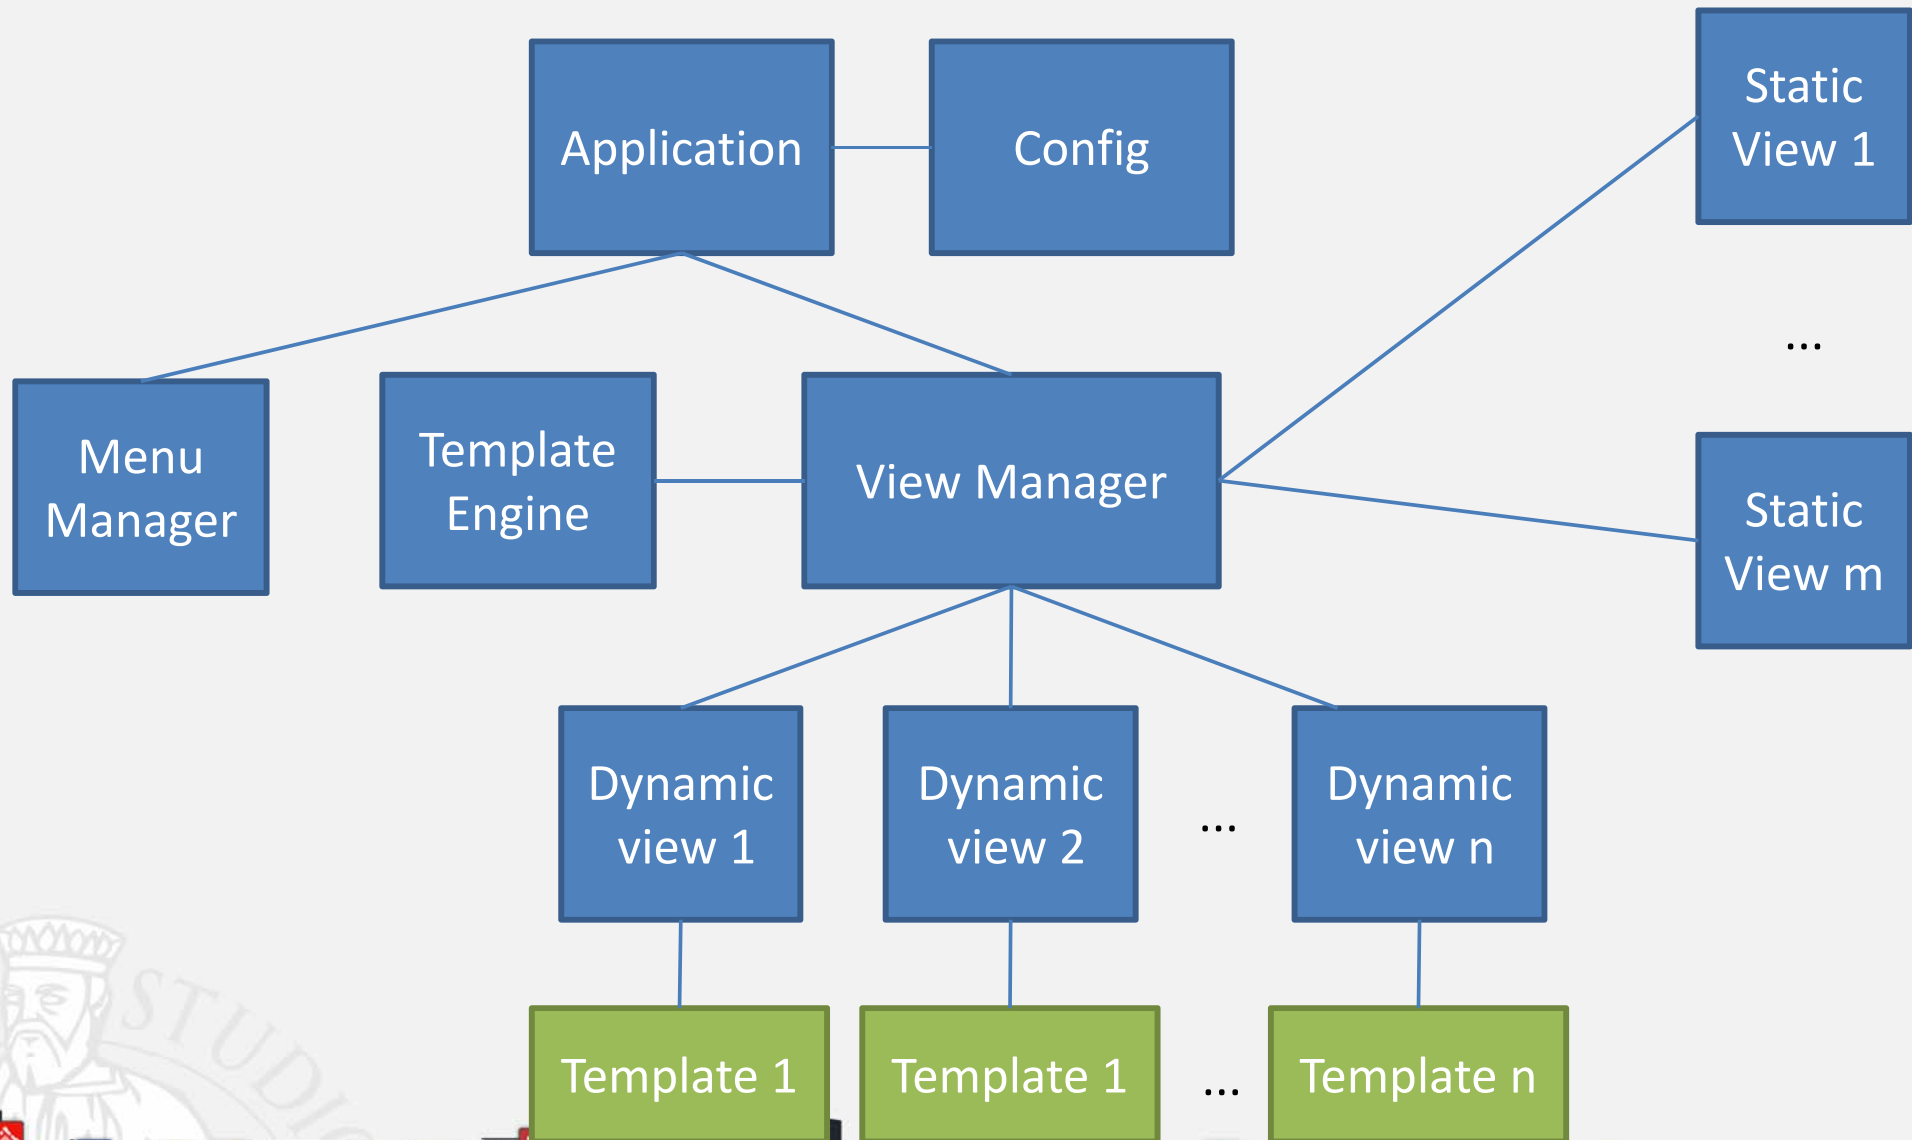 Application
Config
Static
View 1
...
Menu
Manager
Template
Engine
View Manager
Static
View m
Dynamic
view 1
Dynamic
view 2
...
Dynamic
view n
Template 1
Template 1
...
Template n
STUDIO